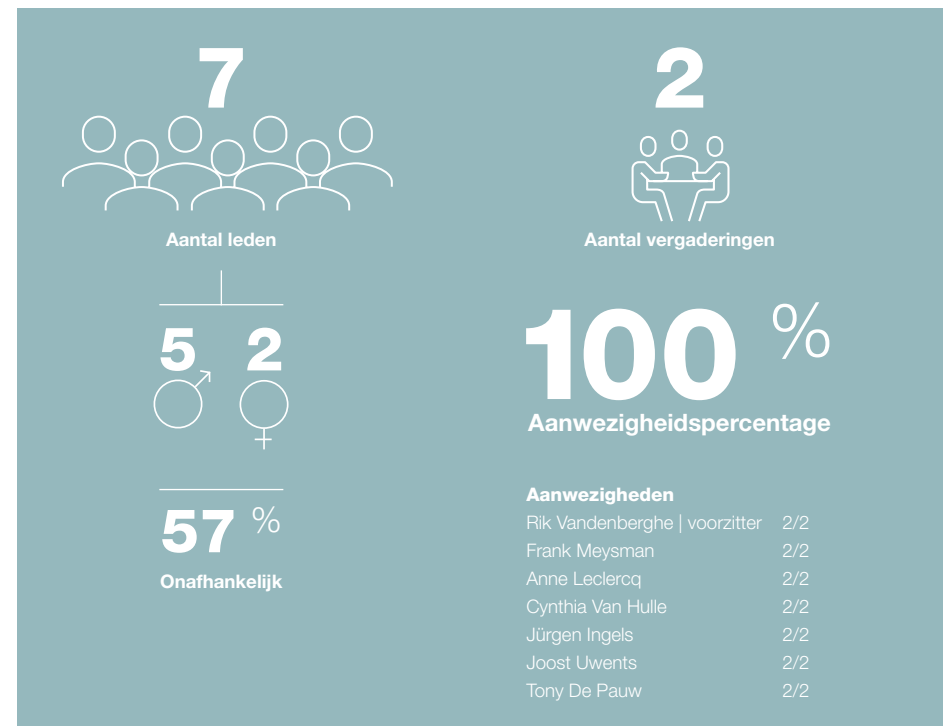 7
Aantal leden
5 2
57 %
Onafhankelijk
2
Aantal vergaderingen
100 %
Aanwezigheidspercentage
Aanwezigheden
Rik Vandenberghe | voorzitter 2/2
Frank Meysman 2/2
Anne Leclercq 2/2
Cynthia Van Hulle 2/2
Jürgen Ingels 2/2
Joost Uwents 2/2
Tony De Pauw 2/2